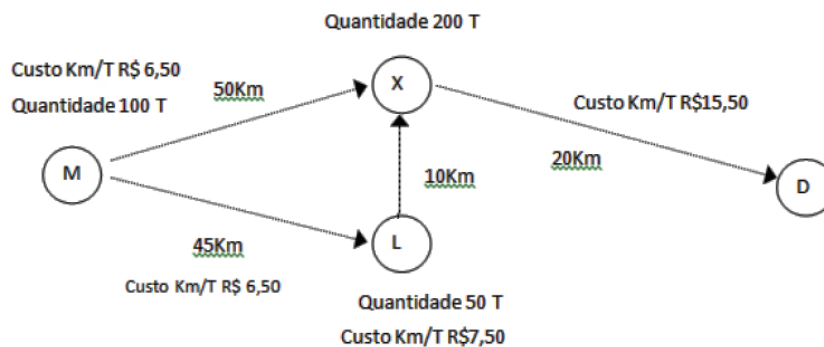 Quantidade 200 T
Custo Km/T R$ 6,50
Quantidade 100 T
50Km
X
Custo Km/T R$15,50
M
10Km
20Km
D
45Km
L
Custo Km/T R$ 6,50
Quantidade 50 T
Custo Km/T R$7,50